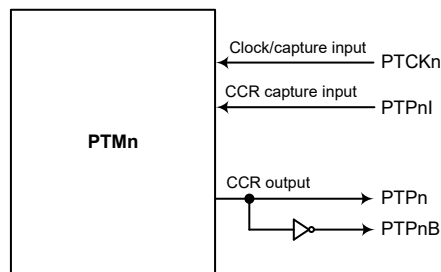 Clock/capture input
PTCKn
CCR capture input
PTPnI
PTMn
CCR output
PTPn
PTPnB